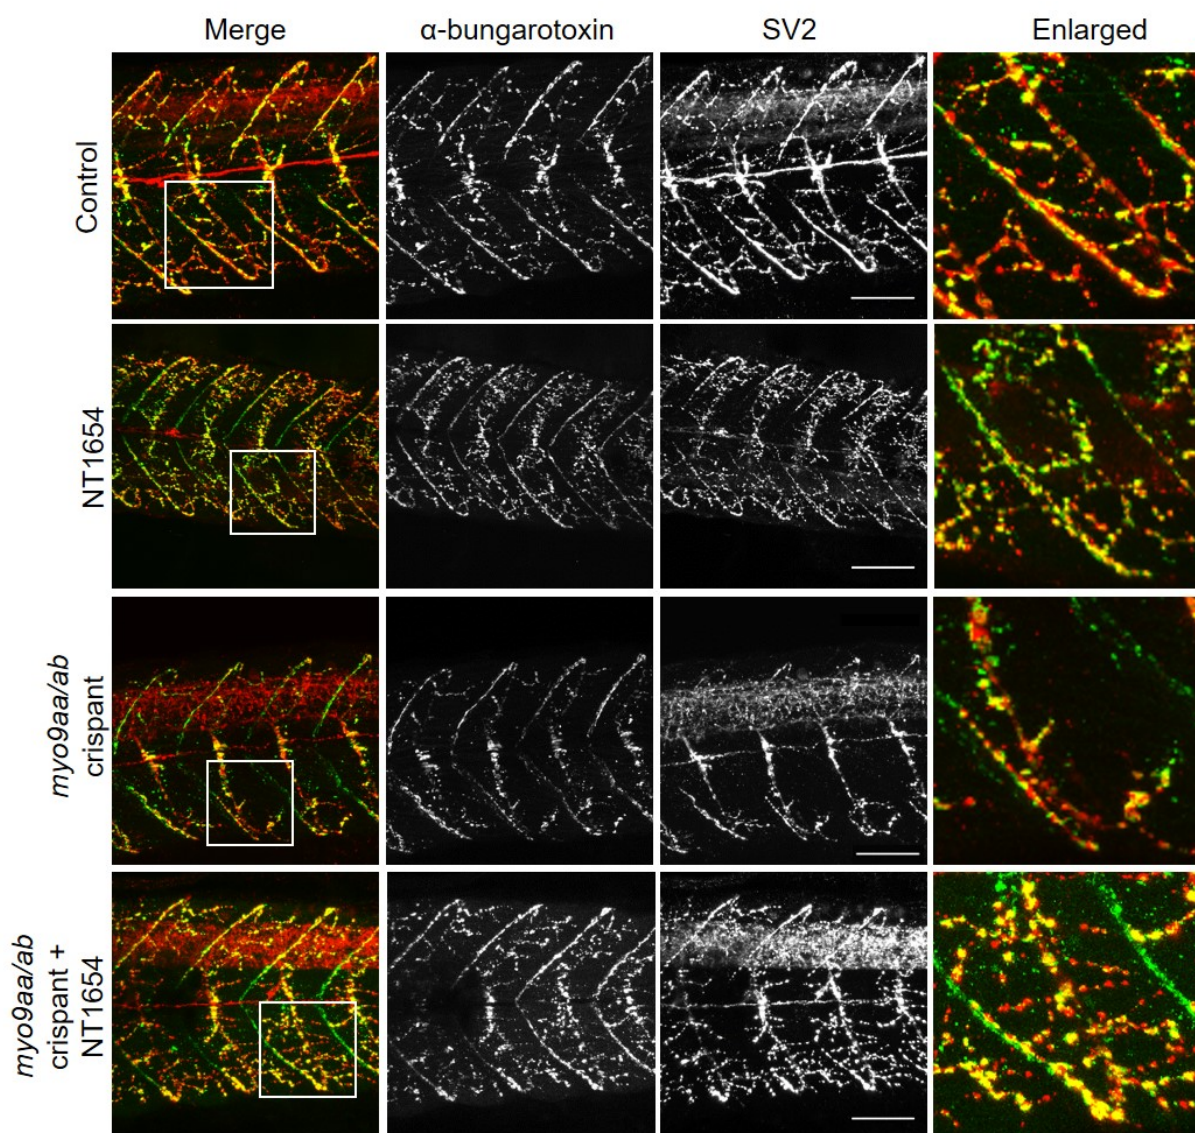 Merge
α-bungarotoxin
SV2
Enlarged
Control
NT1654
myo9aa/ab
crispant
myo9aa/ab
crispant +
NT1654